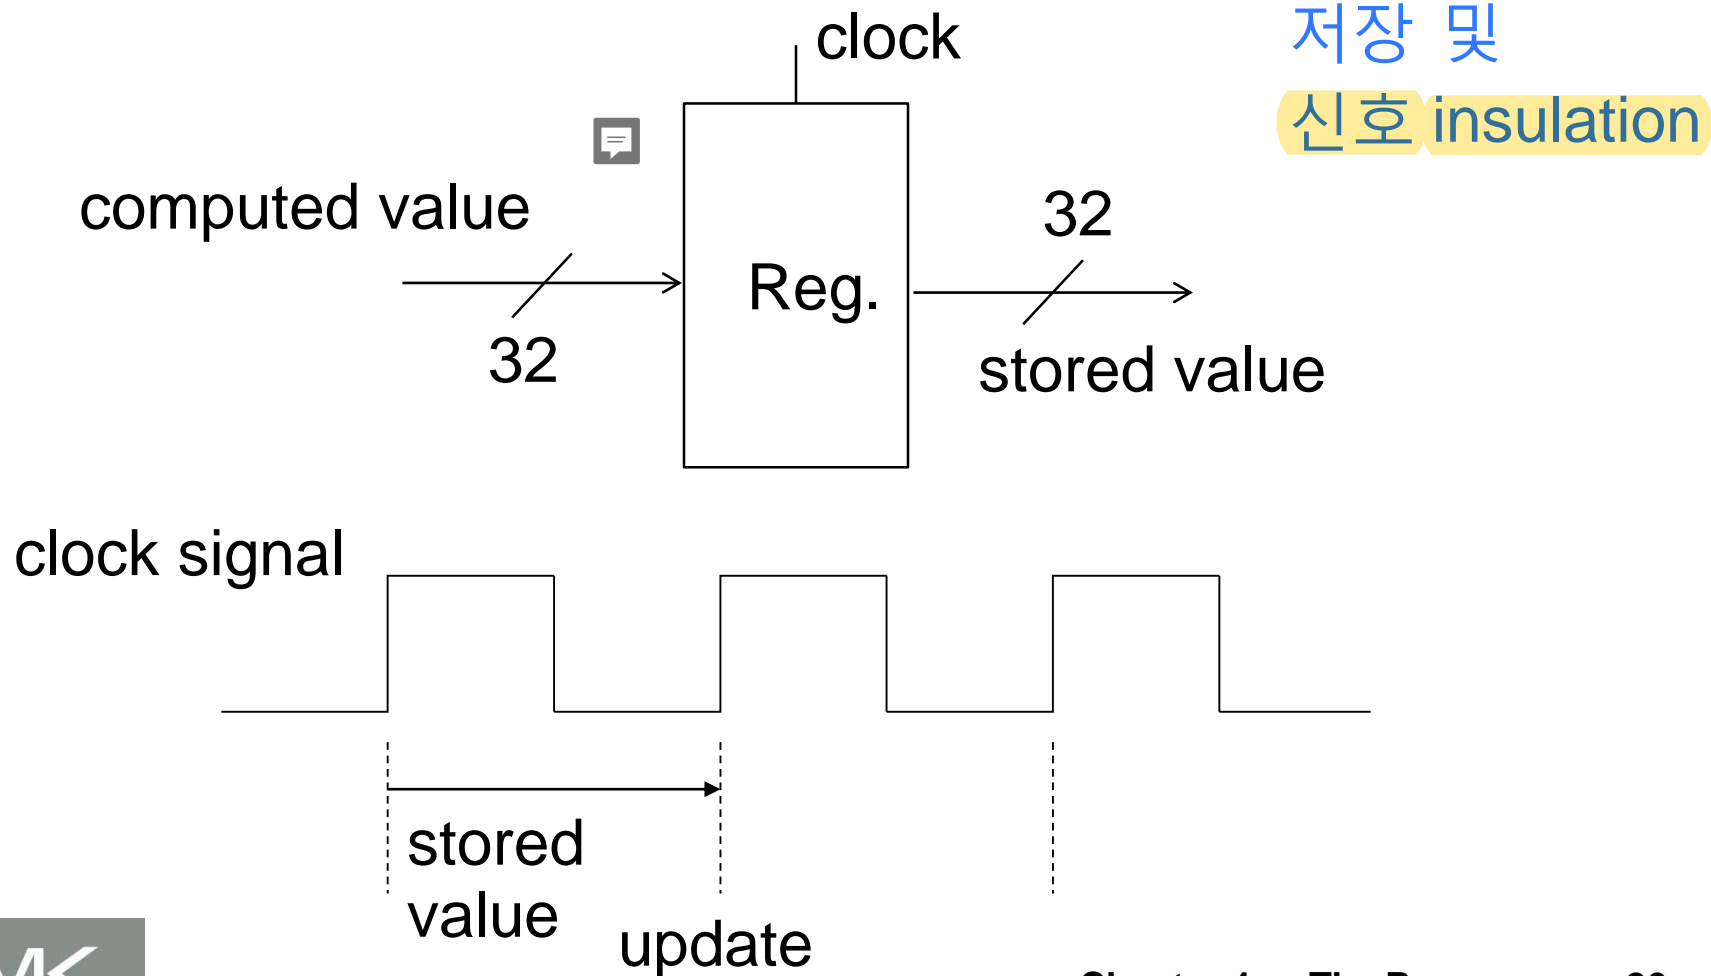 clock
저장 및
신호 insulation
computed value
32
32
Reg.
stored value
clock signal
stored
value
update